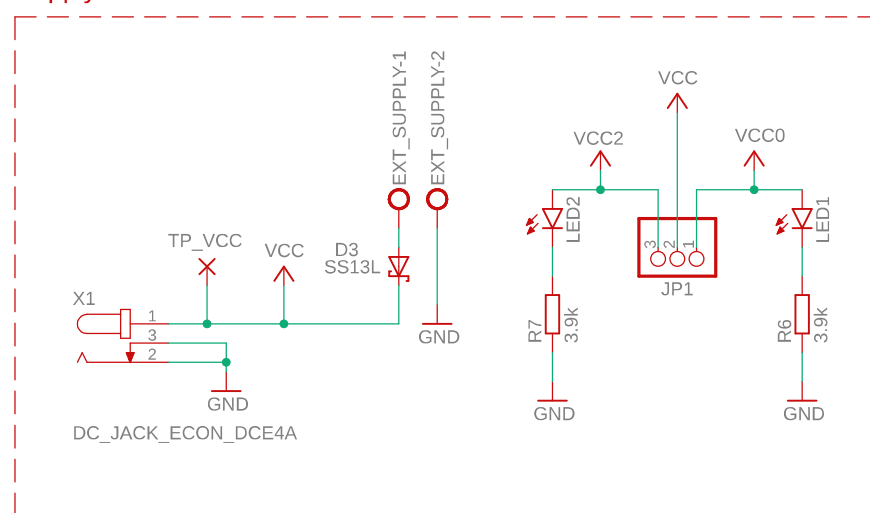 EXT_SUPPLY-1
EXT_SUPPLY-2
VCC
VCC2
VCC0
LED2
LED1
TP_VCC
VCC
D3
SS13L
3
2
1
JP1
X1
1
3
2
GND
R7
3.9k
R6
3.9k
GND
GND
GND
DC_JACK_ECON_DCE4A